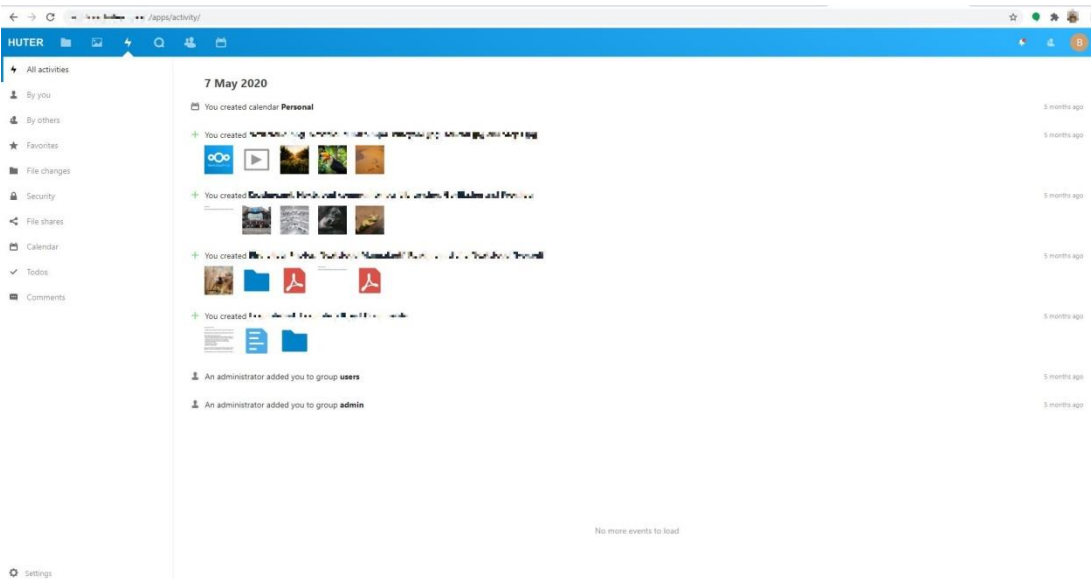 /apps/activity/
HUTER
B
All activities
By you
By others
Favorites
File changes
Security
File shares
Calendar
Todos
Comments
Settings
7 May 2020
You created calendar Personal 5 months ago
You created 5 months ago
You created 5 months ago
You created 5 months ago
You created 5 months ago
An administrator added you to group users 5 months ago
An administrator added you to group admin 5 months ago
No more events to load